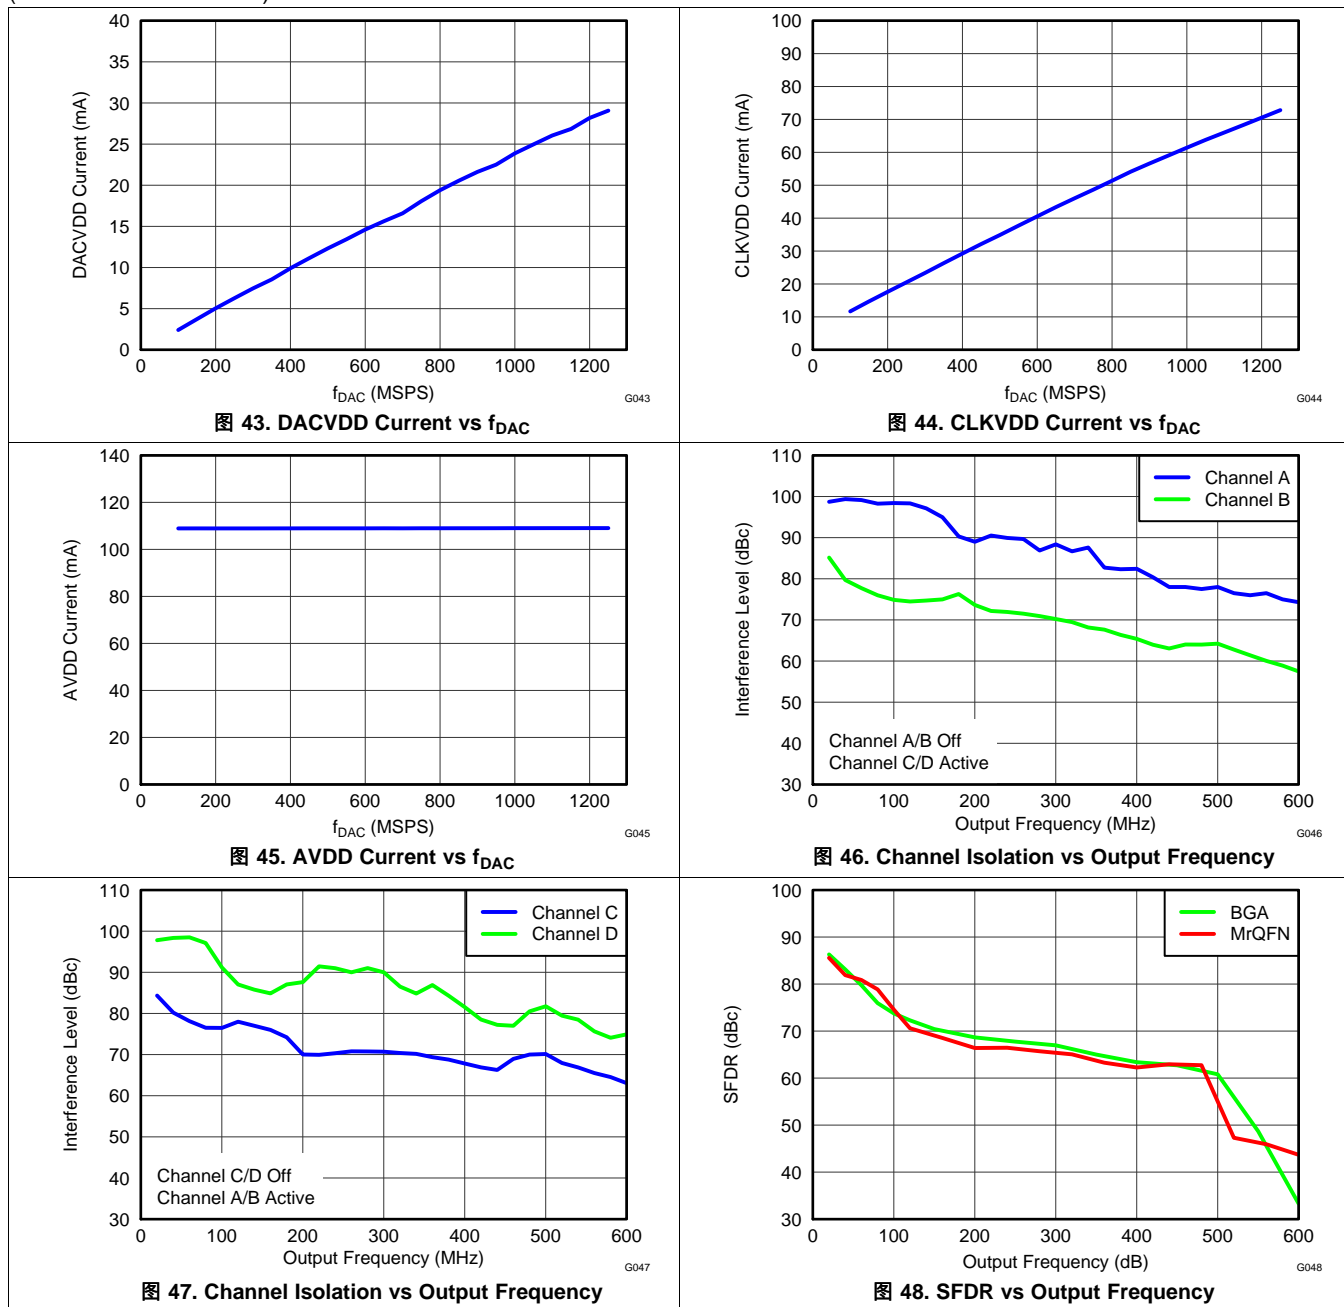 40
35
30
25
20
15
10
5
0
DACVDD Current (mA)
0 200 400 600 800 1000 1200
fDAC (MSPS)
G043
图 43. DACVDD Current vs fDAC
100
90
80
70
60
50
40
30
20
10
0
CLKVDD Current (mA)
0 200 400 600 800 1000 1200
fDAC (MSPS)
G044
图 44. CLKVDD Current vs fDAC
140
120
100
80
60
40
20
0
AVDD Current (mA)
0 200 400 600 800 1000 1200
fDAC (MSPS)
G045
图 45. AVDD Current vs fDAC
110
100
90
80
70
60
50
40
30
Interference Level (dBc)
Channel A
Channel B
Channel A/B Off
Channel C/D Active
0 100 200 300 400 500 600
Output Frequency (MHz)
G046
图 46. Channel Isolation vs Output Frequency
110
100
90
80
70
60
50
40
30
Interference Level (dBc)
Channel C
Channel D
Channel C/D Off
Channel A/B Active
0 100 200 300 400 500 600
Output Frequency (MHz)
G047
图 47. Channel Isolation vs Output Frequency
100
90
80
70
60
50
40
30
SFDR (dBc)
BGA
MrQFN
0 100 200 300 400 500 600
Output Frequency (dB)
G048
图 48. SFDR vs Output Frequency